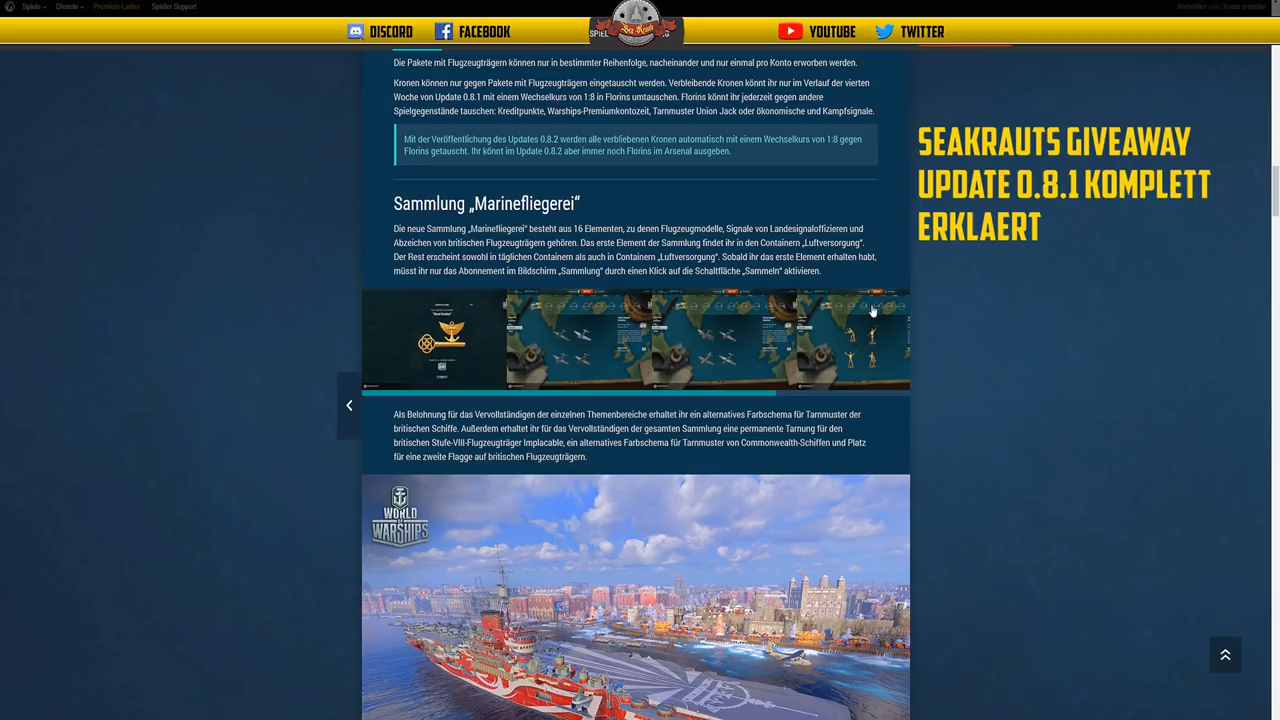 Spiele
Dienste
Premium-Laden
Spieler Support
Anmelden oder Konto erstellen
DISCORD
FACEBOOK
Sea Krauts
YOUTUBE
TWITTER
Die Pakete mit Flugzeugträgern können nur in bestimmter Reihenfolge, nacheinander und nur einmal pro Konto erworben werden.
Kronen können nur gegen Pakete mit Flugzeugträgern eingetauscht werden. Verbleibende Kronen könnt ihr nur im Verlauf der vierten
Woche von Update 0.8.1 mit einem Wechselkurs von 1:8 in Florins umtauschen. Florins könnt ihr jederzeit gegen andere
Spielgegenstände tauschen: Kreditpunkte, Warships-Premiumkontozeit, Tarnmuster Union Jack oder ökonomische und Kampfsignale.
Mit der Veröffentlichung des Updates 0.8.2 werden alle verbliebenen Kronen automatisch mit einem Wechselkurs von 1:8 gegen
Florins getauscht. Ihr könnt im Update 0.8.2 aber immer noch Florins im Arsenal ausgeben.
SEAKRAUTS GIVEAWAY
UPDATE 0.8.1 KOMPLETT
ERKLAERT
Sammlung „Marinefliegerei“
Die neue Sammlung „Marinefliegerei“ besteht aus 16 Elementen, zu denen Flugzeugmodelle, Signale von Landesignaloffizieren und
Abzeichen von britischen Flugzeugträgern gehören. Das erste Element der Sammlung findet ihr in den Containern „Luftversorgung“.
Der Rest erscheint sowohl in täglichen Containern als auch in Containern „Luftversorgung“. Sobald ihr das erste Element erhalten habt,
müsst ihr nur das Abonnement im Bildschirm „Sammlung“ durch einen Klick auf die Schaltfläche „Sammeln“ aktivieren.
Als Belohnung für das Vervollständigen der einzelnen Themenbereiche erhaltet ihr ein alternatives Farbschema für Tarnmuster der
britischen Schiffe. Außerdem erhaltet ihr für das Vervollständigen der gesamten Sammlung eine permanente Tarnung für den
britischen Stufe-VIII-Flugzeugträger Implacable, ein alternatives Farbschema für Tarnmuster von Commonwealth-Schiffen und Platz
für eine zweite Flagge auf britischen Flugzeugträgern.
WORLD
OF
WARSHIPS